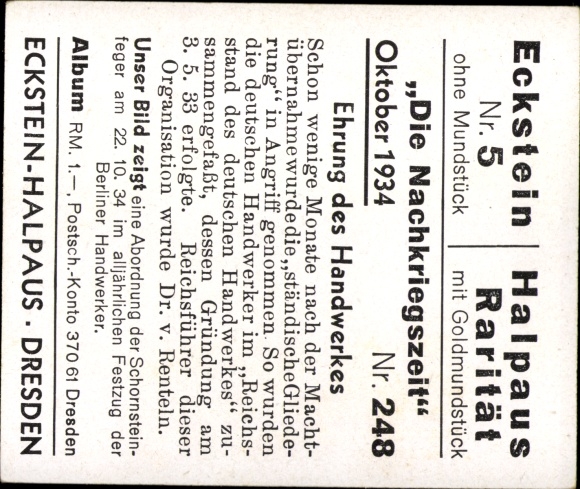 Eckstein | Halpaus
Nr. 5 | Rarität
ohne Mundstück | mit Goldmundstück
„Die Nachkriegszeit“
Oktober 1934 Nr. 248
Ehrung des Handwerkes
Schon wenige Monate nach der Macht-
übernahme wurde die „ständische Gliede-
rung“ in Angriff genommen. So wurden
die deutschen Handwerker im „Reichs-
stand des deutschen Handwerkes“ zu-
sammengefaßt, dessen Gründung am
3. 5. 33 erfolgte. Reichsführer dieser
Organisation wurde Dr. v. Renteln.
Unser Bild zeigt eine Abordnung der Schornstein-
feger am 22. 10. 34 im alljährlichen Festzug der
Berliner Handwerker.
Album RM. 1.—, Postsch.-Konto 370 61 Dresden
ECKSTEIN-HALPAUS · DRESDEN